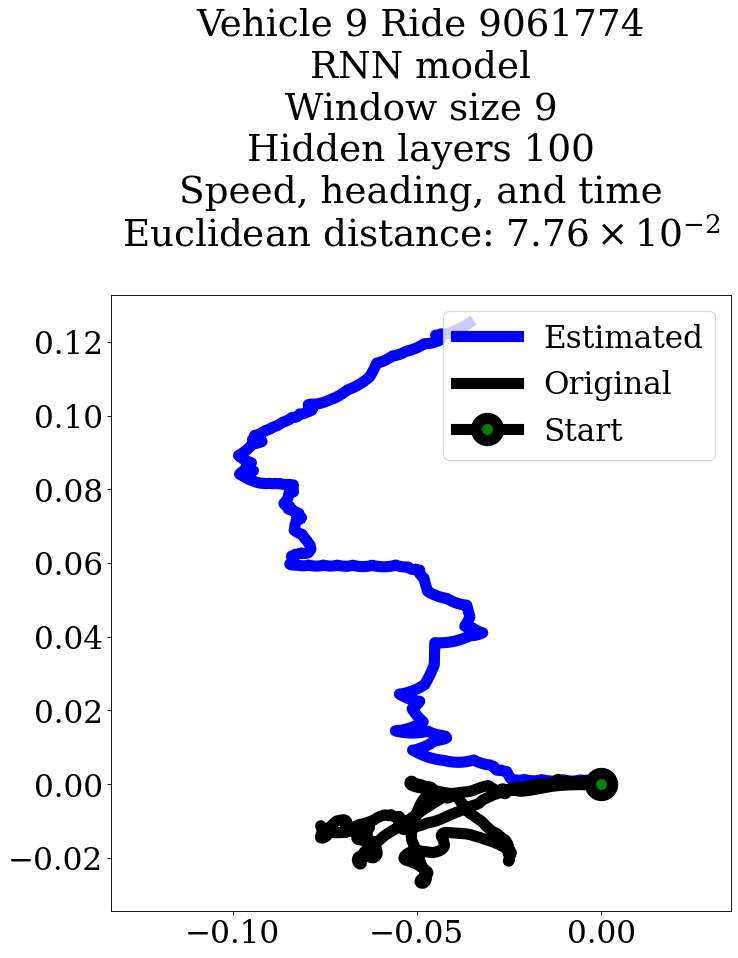 Vehicle 9 Ride 9061774
RNN model
Window size 9
Hidden layers 100
Speed, heading, and time
Euclidean distance: 7.76 × 10⁻²
Estimated
Original
Start
0.12
0.10
0.08
0.06
0.04
0.02
0.00
−0.02
−0.10
−0.05
0.00